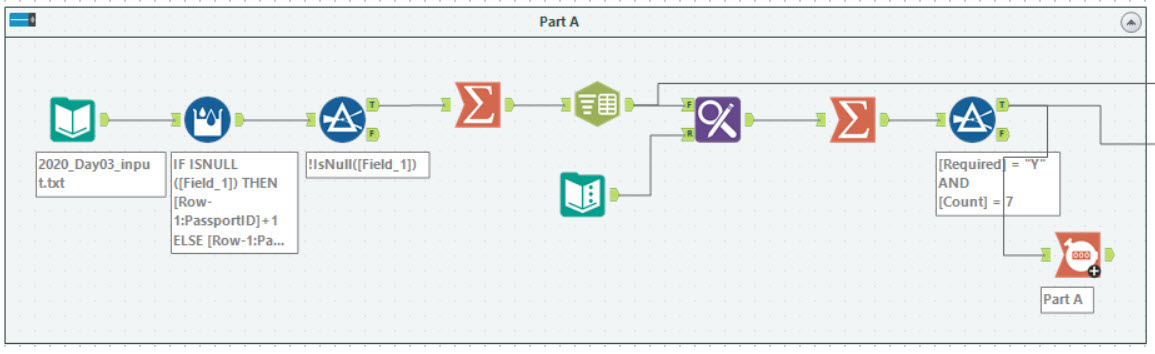 Part A
2020_Day03_inpu
t.txt
IF ISNULL
([Field_1]) THEN
[Row-
1:PassportID]+1
ELSE [Row-1:Pa...
!IsNull([Field_1])
T
F
F
R
[Required] = "Y"
AND
[Count] = 7
T
F
Part A